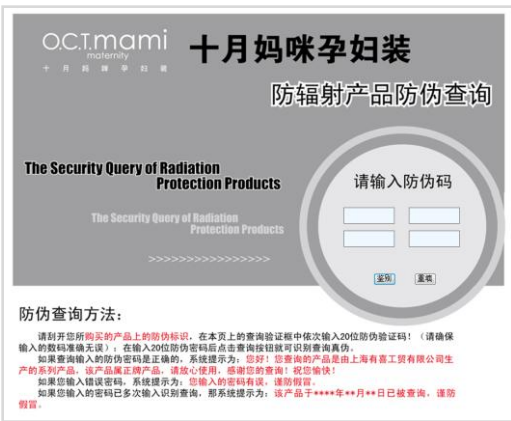 O.C.T.mami
maternity
十月妈咪孕妇装
十月妈咪孕妇装
防辐射产品防伪查询
The Security Query of Radiation
Protection Products
The Security Query of Radiation
Protection Products
>>>>>>>>>>>>>>>>>
请输入防伪码
鉴别 重填
防伪查询方法：
请刮开您所购买的产品上的防伪标识，在本页上的查询验证框中依次输入20位防伪验证码！（请确保
输入的数码准确无误）；在输入20位防伪密码后点击查询按钮就可识别查询真伪。
如果查询输入的防伪密码是正确的，系统提示为：您好！您查询的产品是由上海有喜工贸有限公司生
产的系列产品，该产品属正牌产品，请放心使用，感谢您的查询！祝您愉快！
如果您输入错误密码，系统提示为：您输入的密码有误，谨防假冒。
如果您输入的密码已多次输入识别查询，那系统提示为：该产品于****年**月**日已被查询，谨防
假冒。